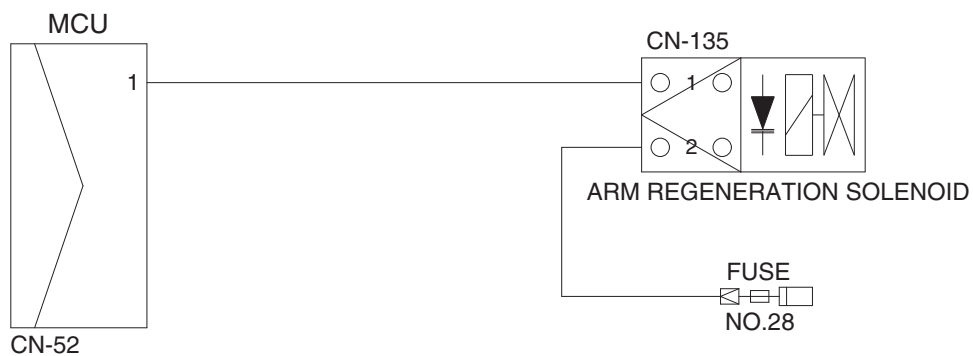 MCU
CN-135
1
1
2
ARM REGENERATION SOLENOID
FUSE
NO.28
CN-52